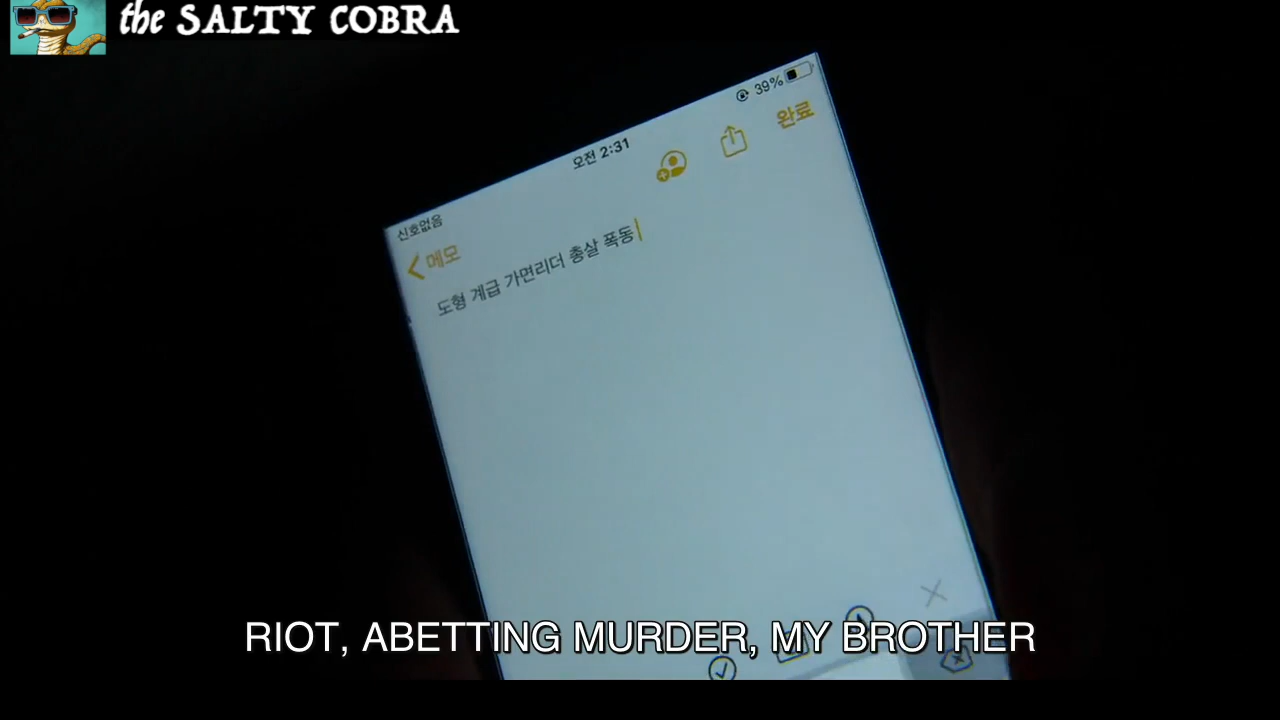 the SALTY COBRA
39%
오전 2:31
완료
신호없음
메모
도형 계급 가면리더 총살 폭동
RIOT, ABETTING MURDER, MY BROTHER